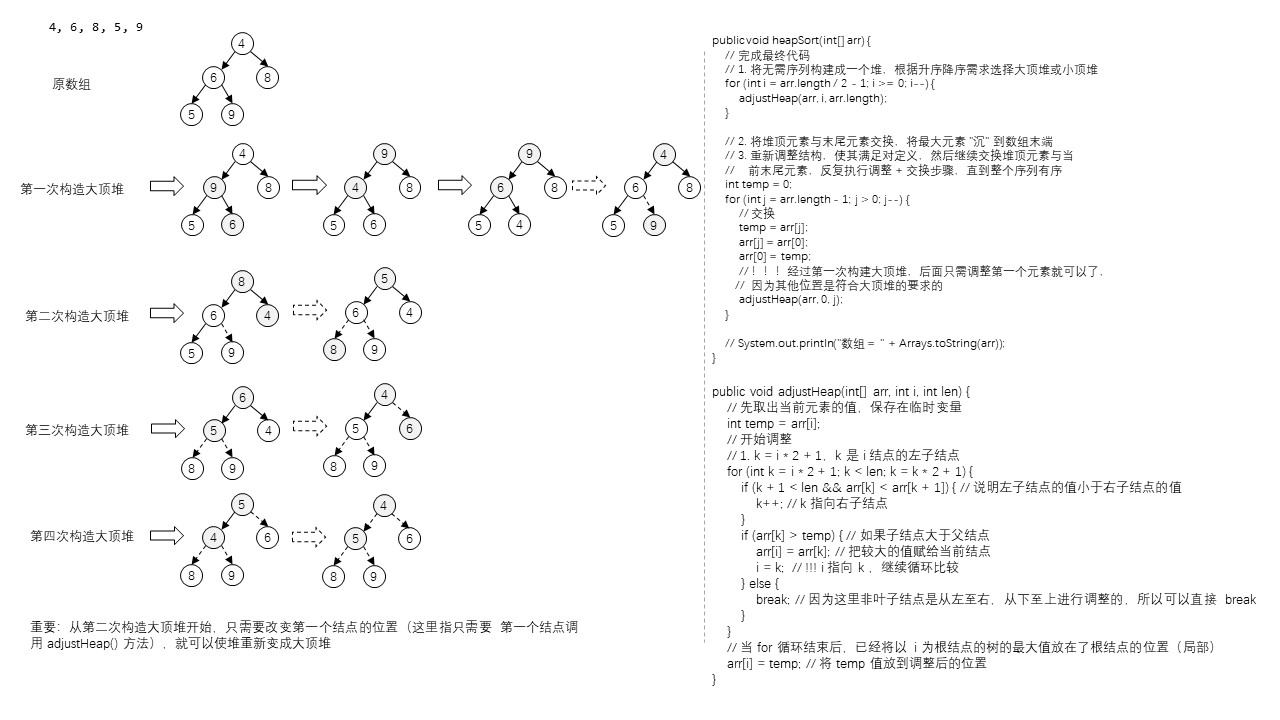 4, 6, 8, 5, 9
原数组
4
6
8
5
9
第一次构造大顶堆
4
9
8
5
6
9
4
8
5
6
9
6
8
5
4
4
6
8
5
9
第二次构造大顶堆
8
6
4
5
9
5
6
4
8
9
第三次构造大顶堆
6
5
4
8
9
4
5
6
8
9
第四次构造大顶堆
5
4
6
8
9
4
5
6
8
9
重要：从第二次构造大顶堆开始，只需要改变第一个结点的位置（这里指只需要 第一个结点调
用 adjustHeap() 方法），就可以使堆重新变成大顶堆
public void heapSort(int[] arr) {
// 完成最终代码
// 1. 将无需序列构建成一个堆，根据升序降序需求选择大顶堆或小顶堆
for (int i = arr.length / 2 - 1; i >= 0; i--) {
adjustHeap(arr, i, arr.length);
}
// 2. 将堆顶元素与末尾元素交换，将最大元素 "沉" 到数组末端
// 3. 重新调整结构，使其满足对定义，然后继续交换堆顶元素与当
// 前末尾元素，反复执行调整 + 交换步骤，直到整个序列有序
int temp = 0;
for (int j = arr.length - 1; j > 0; j--) {
// 交换
temp = arr[j];
arr[j] = arr[0];
arr[0] = temp;
// ！！！经过第一次构建大顶堆，后面只需调整第一个元素就可以了，
// 因为其他位置是符合大顶堆的要求的
adjustHeap(arr, 0, j);
}
// System.out.println("数组 = " + Arrays.toString(arr));
}
public void adjustHeap(int[] arr, int i, int len) {
// 先取出当前元素的值，保存在临时变量
int temp = arr[i];
// 开始调整
// 1. k = i * 2 + 1，k 是 i 结点的左子结点
for (int k = i * 2 + 1; k < len; k = k * 2 + 1) {
if (k + 1 < len && arr[k] < arr[k + 1]) { // 说明左子结点的值小于右子结点的值
k++; // k 指向右子结点
}
if (arr[k] > temp) { // 如果子结点大于父结点
arr[i] = arr[k]; // 把较大的值赋给当前结点
i = k; // !!! i 指向 k ，继续循环比较
} else {
break; // 因为这里非叶子结点是从左至右，从下至上进行调整的，所以可以直接 break
}
}
// 当 for 循环结束后，已经将以 i 为根结点的树的最大值放在了根结点的位置（局部）
arr[i] = temp; // 将 temp 值放到调整后的位置
}